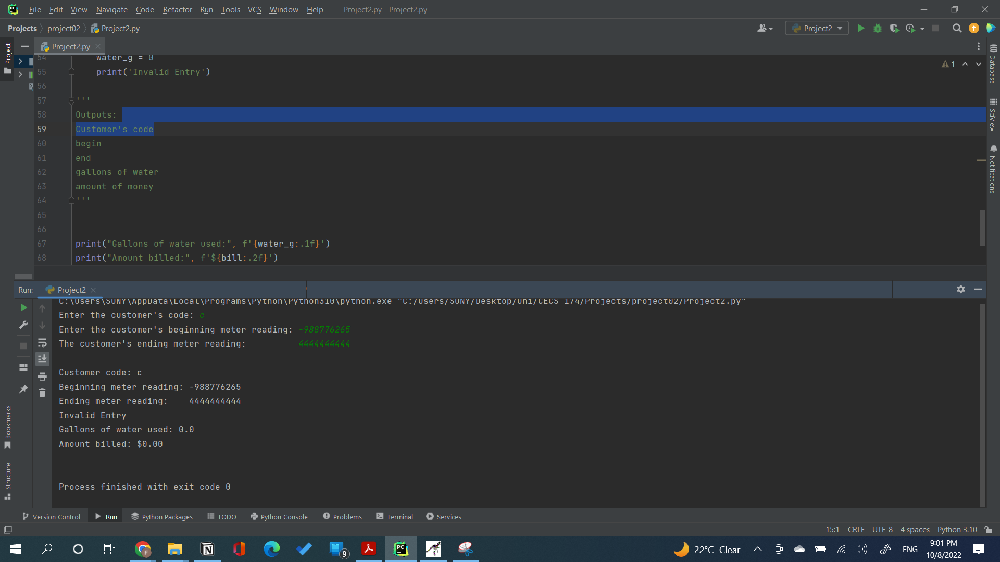 File Edit View Navigate Code Refactor Run Tools VCS Window Help Project2.py - Project2.py
Projects project02 Project2.py
Project2
Project
Project2.py
54 water_g = 0
55 print('Invalid Entry')
1
56
57 '''
58 Outputs:
59 Customer's code
60 begin
61 end
62 gallons of water
63 amount of money
64 '''
65
66
67 print("Gallons of water used:", f'{water_g:.1f}')
68 print("Amount billed:", f'${bill:.2f}')
Database
SciView
Notifications
Run: Project2
C:\Users\SUNY\AppData\Local\Programs\Python\Python310\python.exe "C:/Users/SUNY/Desktop/Uni/CECS 174/Projects/project02/Project2.py"
Enter the customer's code: c
Enter the customer's beginning meter reading: -988776265
The customer's ending meter reading: 4444444444
Customer code: c
Beginning meter reading: -988776265
Ending meter reading: 4444444444
Invalid Entry
Gallons of water used: 0.0
Amount billed: $0.00
Process finished with exit code 0
Bookmarks
Structure
Version Control Run Python Packages TODO Python Console Problems Terminal Services
15:1 CRLF UTF-8 4 spaces Python 3.10
F
N
9
PC
22°C Clear
ENG
9:01 PM
10/8/2022